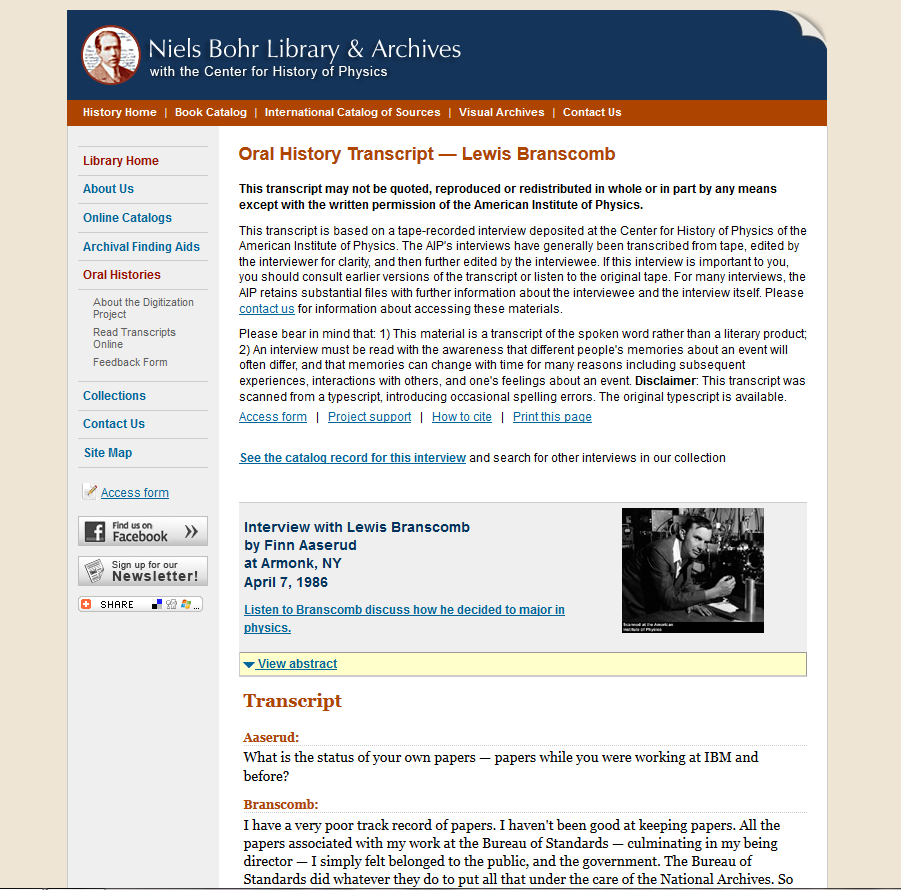 Niels Bohr Library & Archives
with the Center for History of Physics
History Home | Book Catalog | International Catalog of Sources | Visual Archives | Contact Us
Library Home
About Us
Online Catalogs
Archival Finding Aids
Oral Histories
About the Digitization
Project
Read Transcripts
Online
Feedback Form
Collections
Contact Us
Site Map
Access form
Find us on
Facebook
Sign up for our
Newsletter!
SHARE
Oral History Transcript — Lewis Branscomb
This transcript may not be quoted, reproduced or redistributed in whole or in part by any means
except with the written permission of the American Institute of Physics.
This transcript is based on a tape-recorded interview deposited at the Center for History of Physics of the
American Institute of Physics. The AIP's interviews have generally been transcribed from tape, edited by
the interviewer for clarity, and then further edited by the interviewee. If this interview is important to you,
you should consult earlier versions of the transcript or listen to the original tape. For many interviews, the
AIP retains substantial files with further information about the interviewee and the interview itself. Please
contact us for information about accessing these materials.
Please bear in mind that: 1) This material is a transcript of the spoken word rather than a literary product;
2) An interview must be read with the awareness that different people's memories about an event will
often differ, and that memories can change with time for many reasons including subsequent
experiences, interactions with others, and one's feelings about an event. Disclaimer: This transcript was
scanned from a typescript, introducing occasional spelling errors. The original typescript is available.
Access form | Project support | How to cite | Print this page
See the catalog record for this interview and search for other interviews in our collection
Interview with Lewis Branscomb
by Finn Aaserud
at Armonk, NY
April 7, 1986
Listen to Branscomb discuss how he decided to major in
physics.
Scanned at the American
Institute of Physics
View abstract
Transcript
Aaserud:
What is the status of your own papers — papers while you were working at IBM and
before?
Branscomb:
I have a very poor track record of papers. I haven't been good at keeping papers. All the
papers associated with my work at the Bureau of Standards — culminating in my being
director — I simply felt belonged to the public, and the government. The Bureau of
Standards did whatever they do to put all that under the care of the National Archives. So